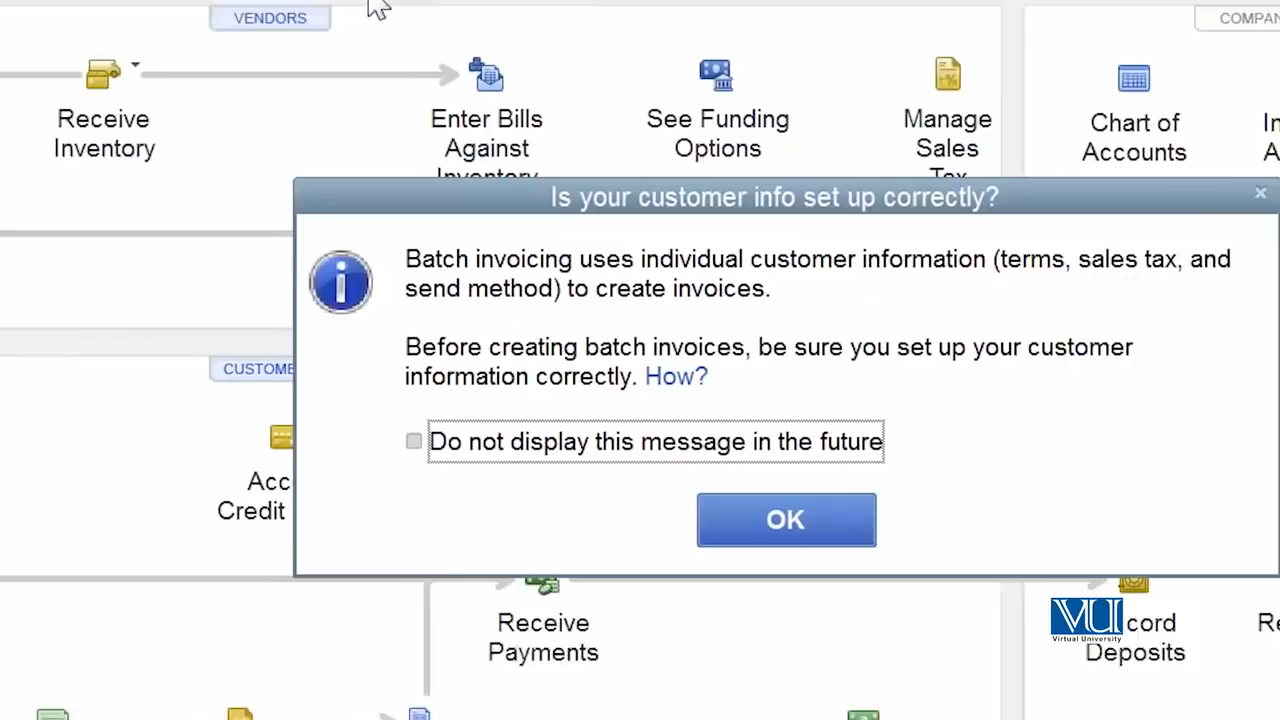 VENDORS
COMPAN
Receive
Inventory
Enter Bills
Against
Inventory
See Funding
Options
Manage
Sales
Tax
Chart of
Accounts
Is your customer info set up correctly?
Batch invoicing uses individual customer information (terms, sales tax, and
send method) to create invoices.
Before creating batch invoices, be sure you set up your customer
information correctly. How?
Do not display this message in the future
OK
CUSTOME
Acc
Credit
Receive
Payments
VU
Virtual University
cord
Deposits